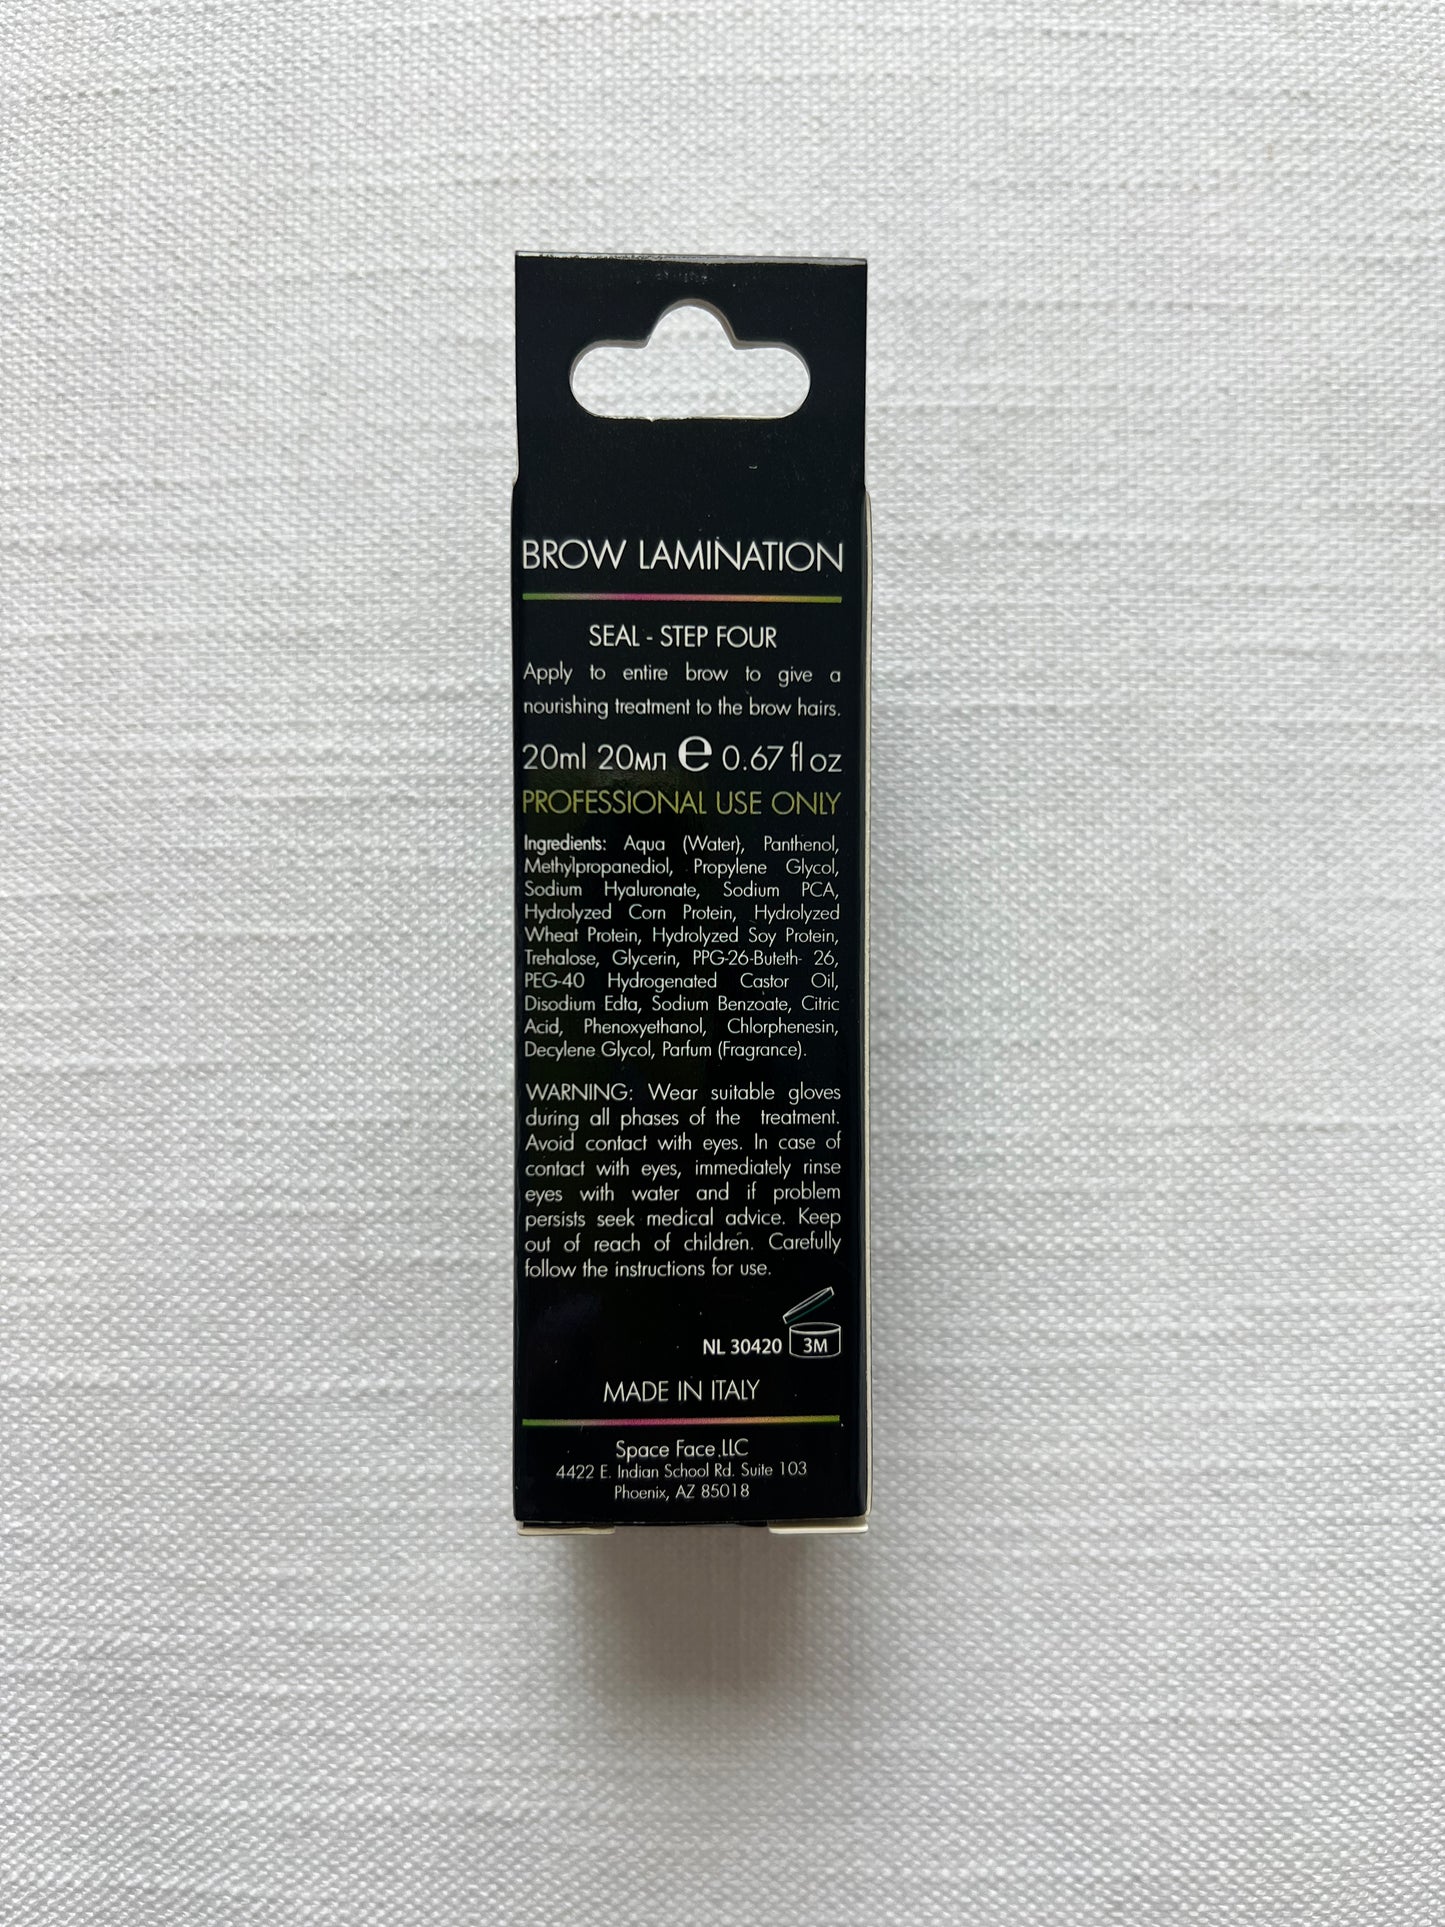 BROW LAMINATION
SEAL - STEP FOUR
Apply to entire brow to give a
nourishing treatment to the brow hairs.
20ml 20мл e 0.67 fl oz
PROFESSIONAL USE ONLY
Ingredients: Aqua (Water), Panthenol,
Methylpropanediol, Propylene Glycol,
Sodium Hyaluronate, Sodium PCA,
Hydrolyzed Corn Protein, Hydrolyzed
Wheat Protein, Hydrolyzed Soy Protein,
Trehalose, Glycerin, PPG-26-Buteth- 26,
PEG-40 Hydrogenated Castor Oil,
Disodium Edta, Sodium Benzoate, Citric
Acid, Phenoxyethanol, Chlorphenesin,
Decylene Glycol, Parfum (Fragrance).
WARNING: Wear suitable gloves
during all phases of the treatment.
Avoid contact with eyes. In case of
contact with eyes, immediately rinse
eyes with water and if problem
persists seek medical advice. Keep
out of reach of children. Carefully
follow the instructions for use.
NL 30420 3M
MADE IN ITALY
Space Face LLC
4422 E. Indian School Rd. Suite 103
Phoenix, AZ 85018